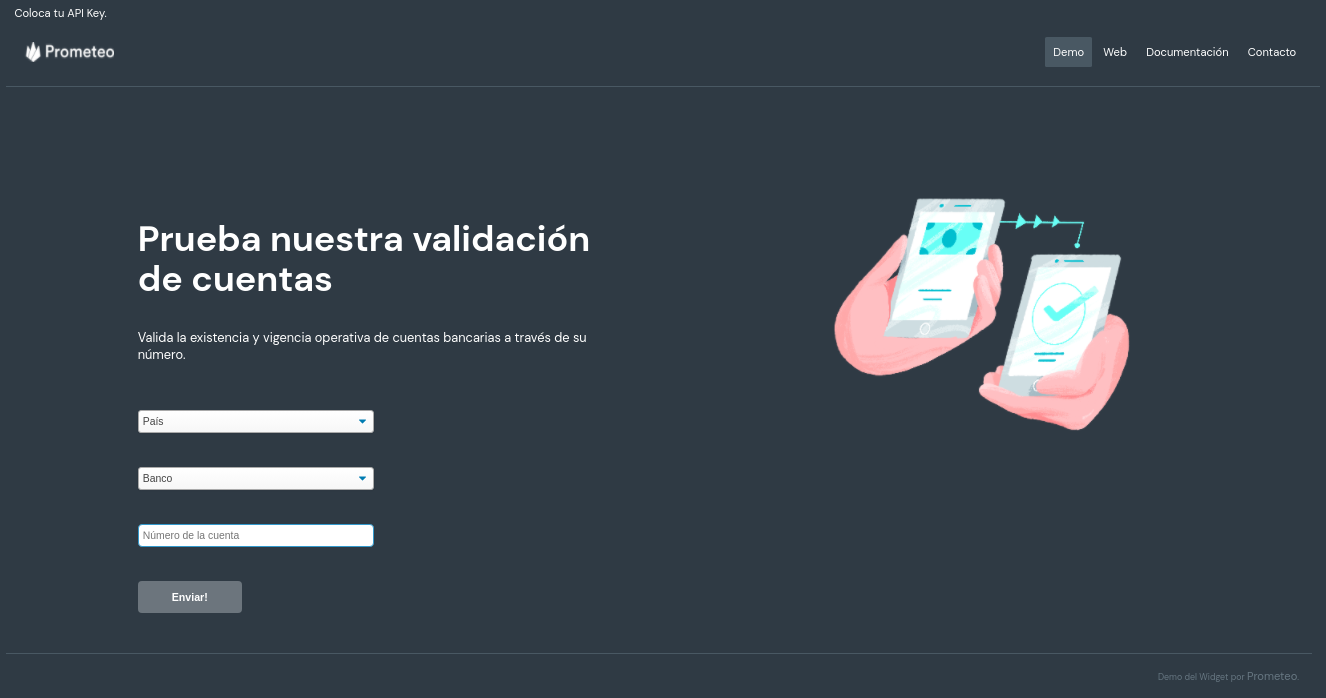 Coloca tu API Key.
Prometeo
Demo Web Documentación Contacto
Prueba nuestra validación
de cuentas
Valida la existencia y vigencia operativa de cuentas bancarias a través de su
número.
País
Banco
Número de la cuenta
Enviar!
Demo del Widget por Prometeo.